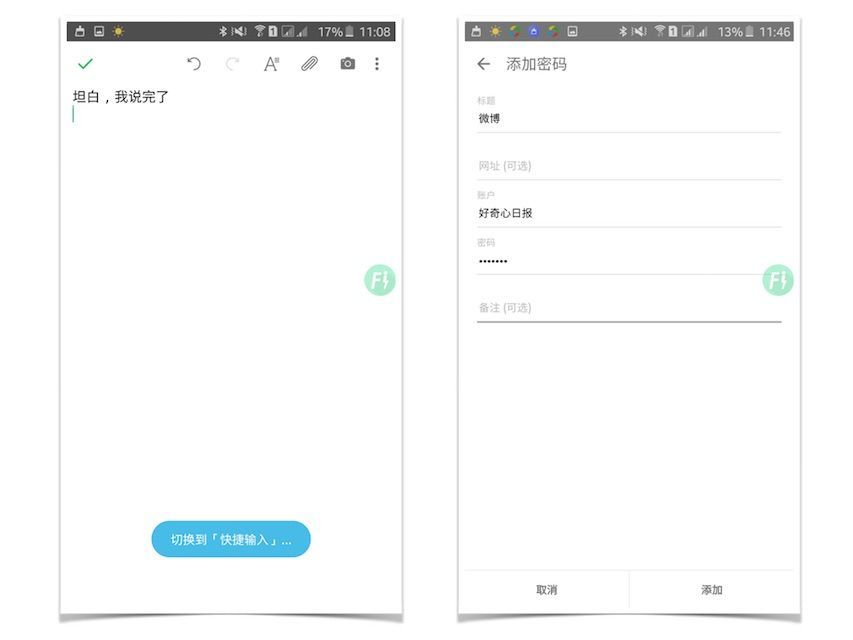 17% 11:08
坦白，我说完了
Fi
切换到「快捷输入」...
13% 11:46
添加密码
标题
微博
网址 (可选)
账户
好奇心日报
密码
•••••••
Fi
备注 (可选)
取消 添加